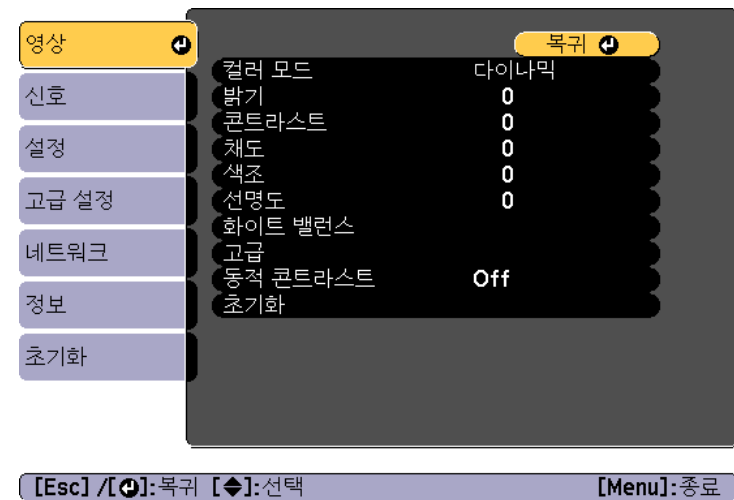 영상
신호
설정
고급 설정
네트워크
정보
초기화
복귀
컬러 모드 다이나믹
밝기 0
콘트라스트 0
채도 0
색조 0
선명도 0
화이트 밸런스
고급
동적 콘트라스트 Off
초기화
[Esc] /[⏎]:복귀 [◆]:선택 [Menu]:종료